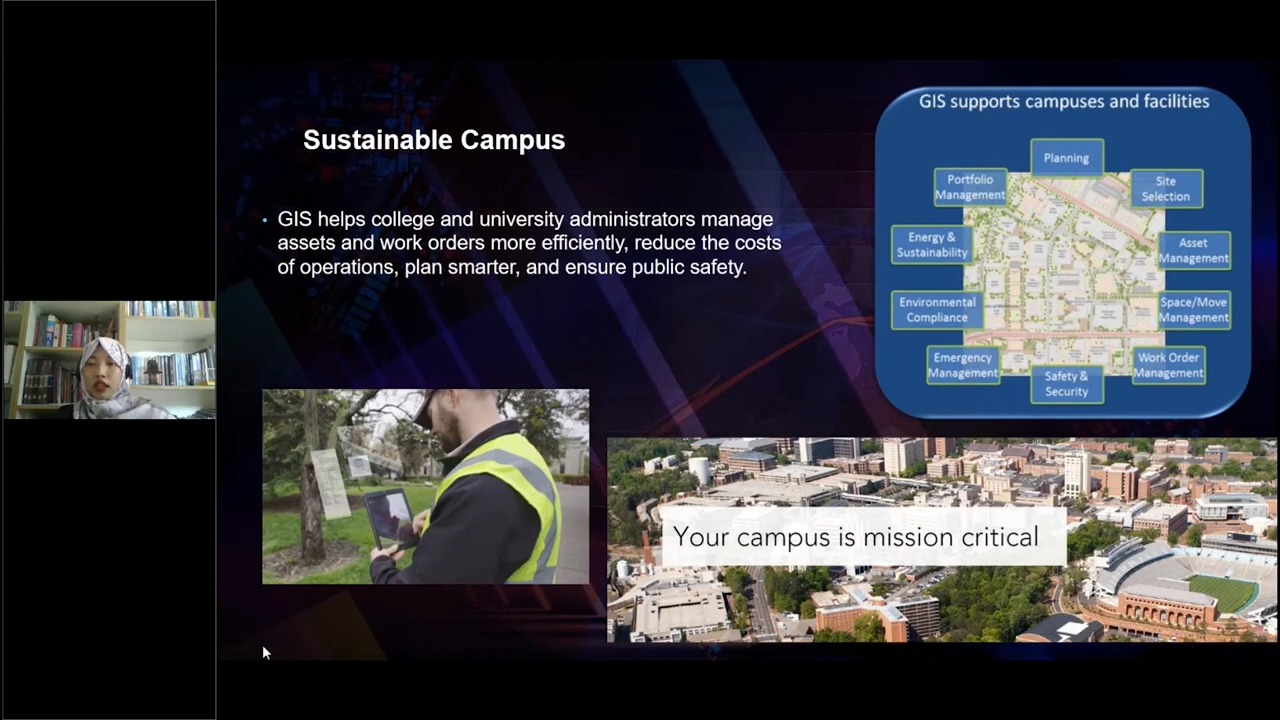 Sustainable Campus
• GIS helps college and university administrators manage
assets and work orders more efficiently, reduce the costs
of operations, plan smarter, and ensure public safety.
GIS supports campuses and facilities
Planning
Portfolio
Management
Site
Selection
Energy &
Sustainability
Asset
Management
Environmental
Compliance
Space/Move
Management
Emergency
Management
Safety &
Security
Work Order
Management
Your campus is mission critical